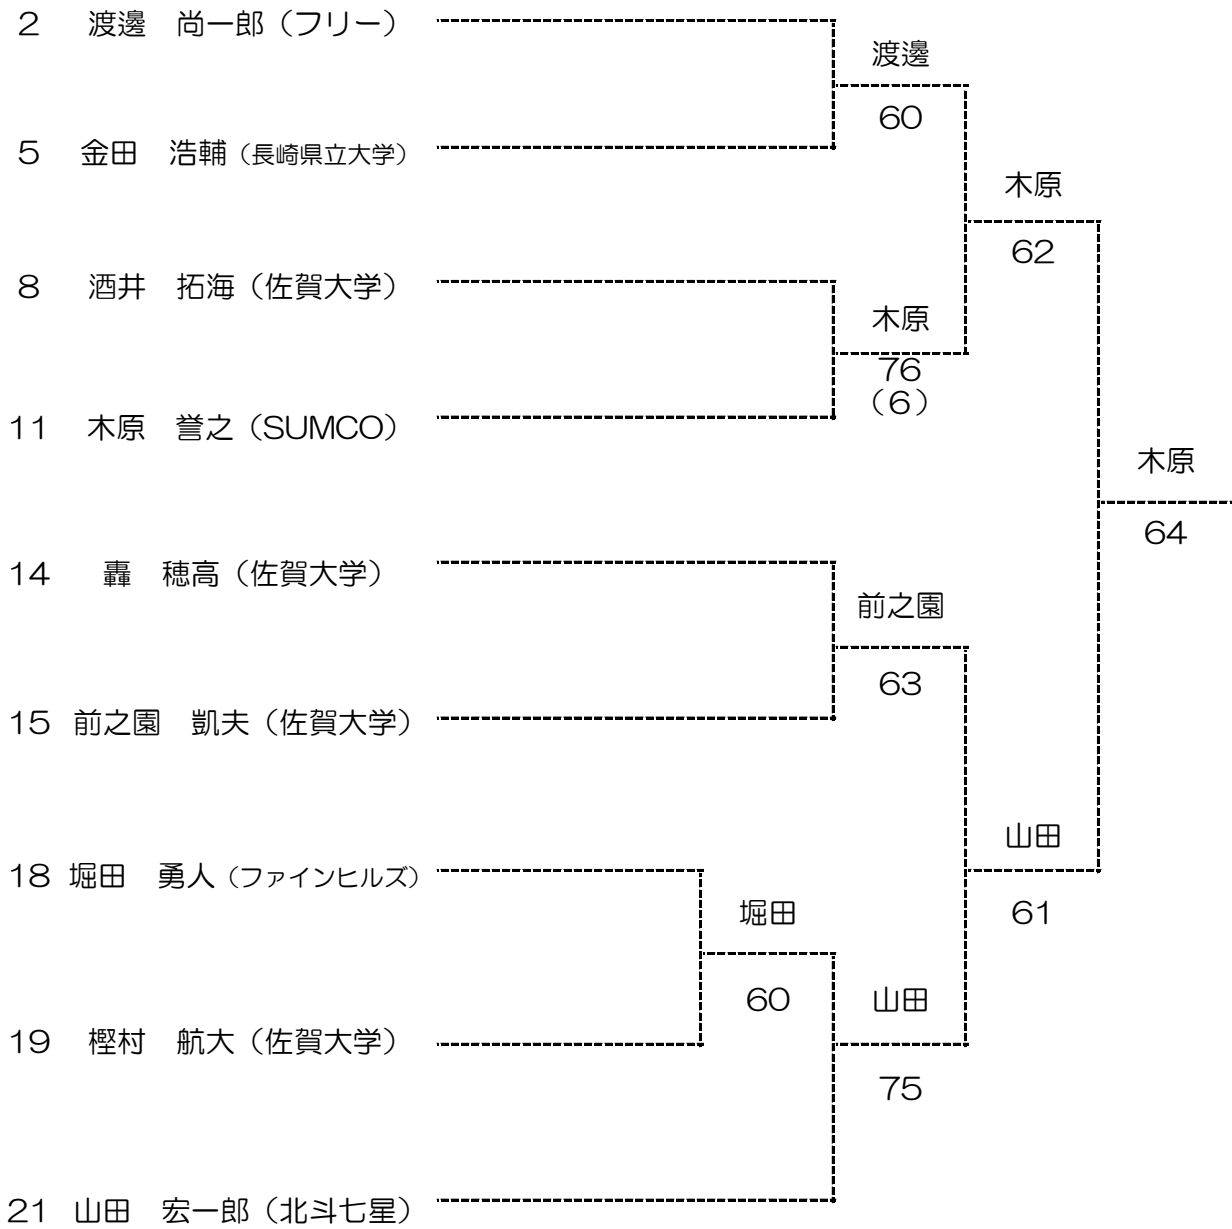 2　渡邊　尚一郎（フリー）
渡邊
60
5　金田　浩輔（長崎県立大学）
木原
62
8　酒井　拓海（佐賀大学）
木原
76
（6）
11　木原　誉之（SUMCO）
木原
64
14　轟　穂高（佐賀大学）
前之園
63
15　前之園　凱夫（佐賀大学）
山田
61
18　堀田　勇人（ファインヒルズ）
堀田
60
山田
75
19　樫村　航大（佐賀大学）
21　山田　宏一郎（北斗七星）